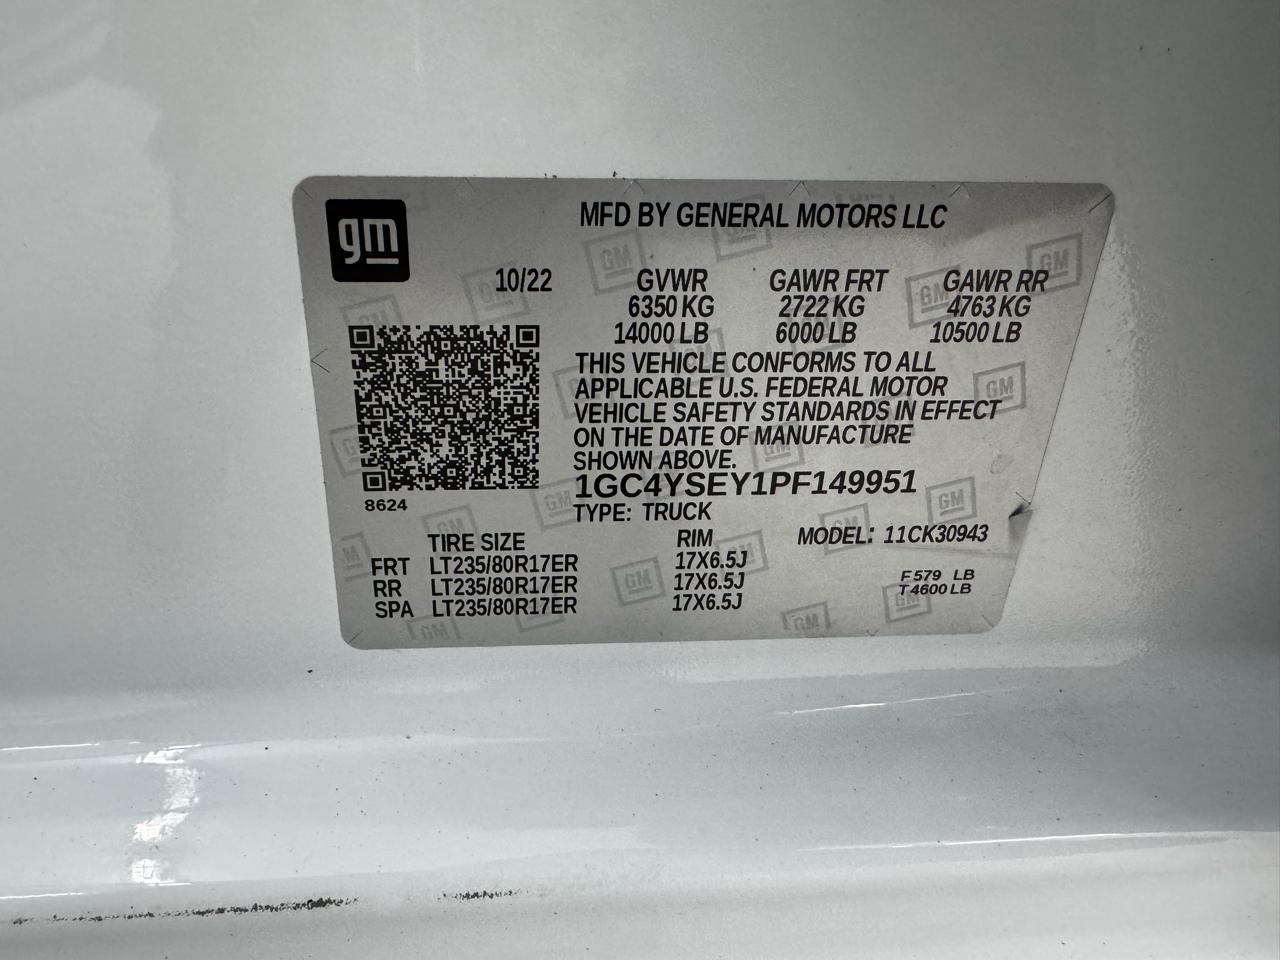 gm
MFD BY GENERAL MOTORS LLC
10/22 GVWR GAWR FRT GAWR RR
6350 KG 2722 KG 4763 KG
14000 LB 6000 LB 10500 LB
THIS VEHICLE CONFORMS TO ALL
APPLICABLE U.S. FEDERAL MOTOR
VEHICLE SAFETY STANDARDS IN EFFECT
ON THE DATE OF MANUFACTURE
SHOWN ABOVE.
1GC4YSEY1PF149951
8624
TYPE: TRUCK
TIRE SIZE RIM MODEL: 11CK30943
FRT LT235/80R17ER 17X6.5J
RR LT235/80R17ER 17X6.5J F 579 LB
SPA LT235/80R17ER 17X6.5J T 4600 LB